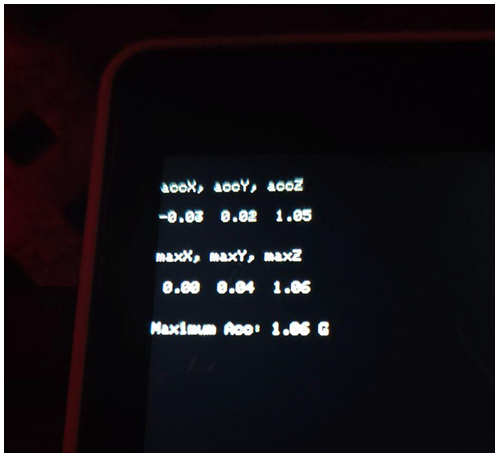 accX, accY, accZ
-0.03 0.02 1.05
maxX, maxY, maxZ
0.00 0.04 1.06
Maximum Acc: 1.06 G